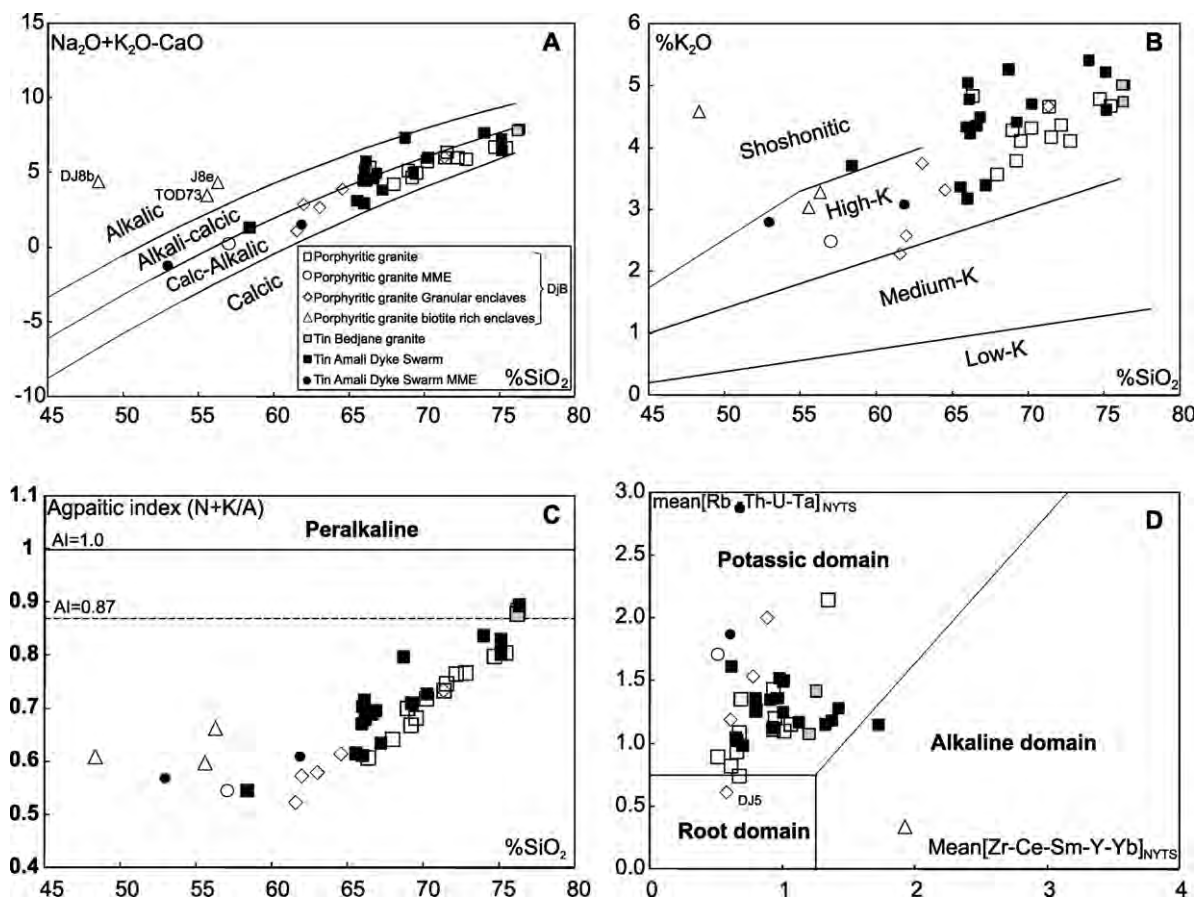 Na₂O+K₂O-CaO
A
15
10
5
0
-5
-10
DJ8b
J8e
TOD73
Alkalic
Alkali-calcic
Calc-Alkalic
Calcic
Porphyritic granite
Porphyritic granite MME
Porphyritic granite Granular enclaves
Porphyritic granite biotite rich enclaves
DjB
Tin Bedjane granite
Tin Amali Dyke Swarm
Tin Amali Dyke Swarm MME
%SiO₂
45 50 55 60 65 70 75 80
%K₂O
B
6
5
4
3
2
1
0
Shoshonitic
High-K
Medium-K
Low-K
%SiO₂
45 50 55 60 65 70 75 80
Agpaitic index (N+K/A)
C
1.1
1
0.9
0.8
0.7
0.6
0.5
0.4
Peralkaline
AI=1.0
AI=0.87
%SiO₂
45 50 55 60 65 70 75 80
mean[Rb Th-U-Ta]NYTS
D
3.0
2.5
2.0
1.5
1.0
0.5
0.0
Potassic domain
Alkaline domain
DJ5
Root domain
Mean[Zr-Ce-Sm-Y-Yb]NYTS
0 1 2 3 4